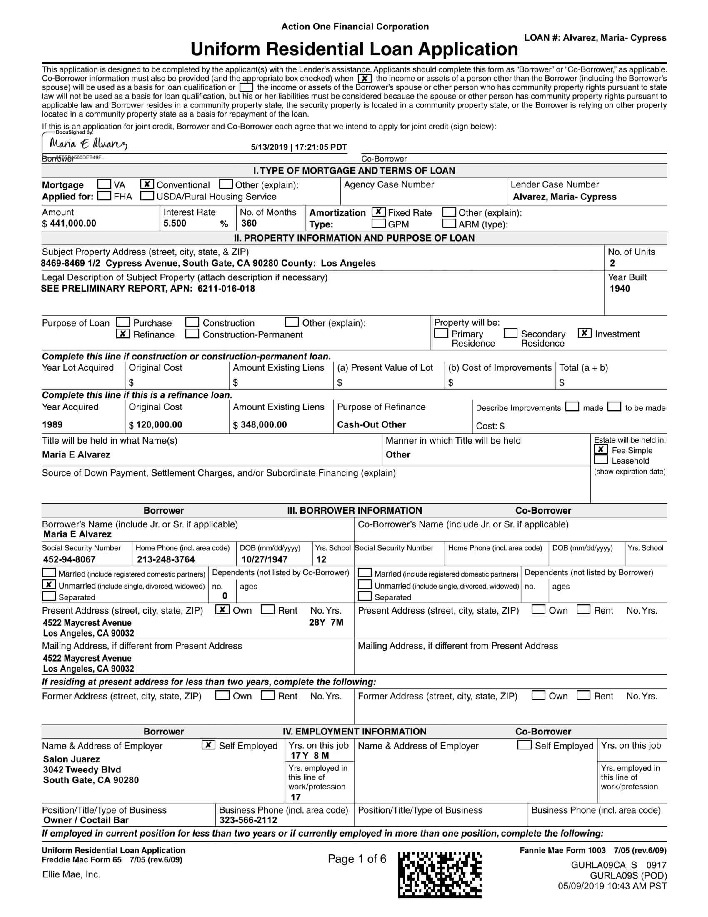 Action One Financial Corporation
LOAN #: Alvarez, Maria- Cypress
Uniform Residential Loan Application
This application is designed to be completed by the applicant(s) with the Lender's assistance. Applicants should complete this form as "Borrower" or "Co-Borrower," as applicable.
Co-Borrower information must also be provided (and the appropriate box checked) when X the income or assets of a person other than the Borrower (including the Borrower's
spouse) will be used as a basis for loan qualification or the income or assets of the Borrower's spouse or other person who has community property rights pursuant to state
law will not be used as a basis for loan qualification, but his or her liabilities must be considered because the spouse or other person has community property rights pursuant to
applicable law and Borrower resides in a community property state, the security property is located in a community property state, or the Borrower is relying on other property
located in a community property state as a basis for repayment of the loan.
If this is an application for joint credit, Borrower and Co-Borrower each agree that we intend to apply for joint credit (sign below):
DocuSigned by:
Maria E Alvarez
5/13/2019 | 17:21:05 PDT
Borrower Co-Borrower
I. TYPE OF MORTGAGE AND TERMS OF LOAN
Mortgage VA X Conventional Other (explain): Agency Case Number Lender Case Number
Applied for: FHA USDA/Rural Housing Service Alvarez, Maria- Cypress
Amount Interest Rate No. of Months Amortization X Fixed Rate Other (explain):
$ 441,000.00 5.500 % 360 Type: GPM ARM (type):
II. PROPERTY INFORMATION AND PURPOSE OF LOAN
Subject Property Address (street, city, state, & ZIP) No. of Units
8469-8469 1/2 Cypress Avenue, South Gate, CA 90280 County: Los Angeles 2
Legal Description of Subject Property (attach description if necessary) Year Built
SEE PRELIMINARY REPORT, APN: 6211-016-018 1940
Purpose of Loan Purchase Construction Other (explain): Property will be:
X Refinance Construction-Permanent Primary Residence Secondary Residence X Investment
Complete this line if construction or construction-permanent loan.
Year Lot Acquired Original Cost Amount Existing Liens (a) Present Value of Lot (b) Cost of Improvements Total (a + b)
$ $ $ $ $
Complete this line if this is a refinance loan.
Year Acquired Original Cost Amount Existing Liens Purpose of Refinance Describe Improvements made to be made
1989 $ 120,000.00 $ 348,000.00 Cash-Out Other Cost: $
Title will be held in what Name(s) Manner in which Title will be held Estate will be held in:
Maria E Alvarez Other X Fee Simple
Leasehold
Source of Down Payment, Settlement Charges, and/or Subordinate Financing (explain) (show expiration date)
Borrower III. BORROWER INFORMATION Co-Borrower
Borrower's Name (include Jr. or Sr. if applicable) Co-Borrower's Name (include Jr. or Sr. if applicable)
Maria E Alvarez
Social Security Number Home Phone (incl. area code) DOB (mm/dd/yyyy) Yrs. School Social Security Number Home Phone (incl. area code) DOB (mm/dd/yyyy) Yrs. School
452-94-8067 213-248-3764 10/27/1947 12
Married (include registered domestic partners) Dependents (not listed by Co-Borrower) Married (include registered domestic partners) Dependents (not listed by Borrower)
X Unmarried (include single, divorced, widowed) no. ages Unmarried (include single, divorced, widowed) no. ages
Separated 0 Separated
Present Address (street, city, state, ZIP) X Own Rent No. Yrs. Present Address (street, city, state, ZIP) Own Rent No. Yrs.
4522 Maycrest Avenue 28Y 7M
Los Angeles, CA 90032
Mailing Address, if different from Present Address Mailing Address, if different from Present Address
4522 Maycrest Avenue
Los Angeles, CA 90032
If residing at present address for less than two years, complete the following:
Former Address (street, city, state, ZIP) Own Rent No. Yrs. Former Address (street, city, state, ZIP) Own Rent No. Yrs.
Borrower IV. EMPLOYMENT INFORMATION Co-Borrower
Name & Address of Employer X Self Employed Yrs. on this job Name & Address of Employer Self Employed Yrs. on this job
Salon Juarez 17Y 8M
3042 Tweedy Blvd Yrs. employed in this line of work/profession Yrs. employed in this line of work/profession
South Gate, CA 90280 17
Position/Title/Type of Business Business Phone (incl. area code) Position/Title/Type of Business Business Phone (incl. area code)
Owner / Coctail Bar 323-566-2112
If employed in current position for less than two years or if currently employed in more than one position, complete the following:
Uniform Residential Loan Application Fannie Mae Form 1003 7/05 (rev.6/09)
Freddie Mac Form 65 7/05 (rev.6/09) Page 1 of 6 GUHLA09CA S 0917
Ellie Mae, Inc. GURLA09S (POD)
05/09/2019 10:43 AM PST